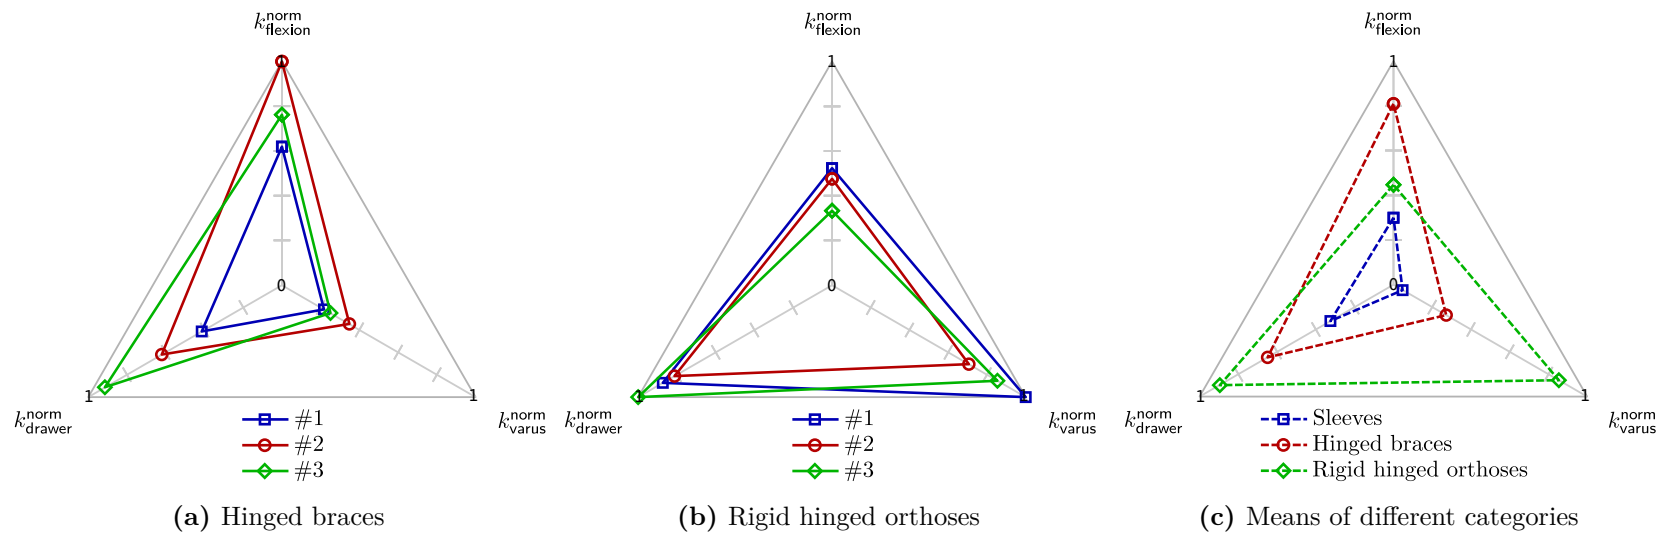 k^norm_flexion
1
0
1
1
k^norm_drawer
k^norm_varus
#1
#2
#3
(a) Hinged braces
k^norm_flexion
1
0
1
1
k^norm_drawer
k^norm_varus
#1
#2
#3
(b) Rigid hinged orthoses
k^norm_flexion
1
0
1
1
k^norm_drawer
k^norm_varus
Sleeves
Hinged braces
Rigid hinged orthoses
(c) Means of different categories